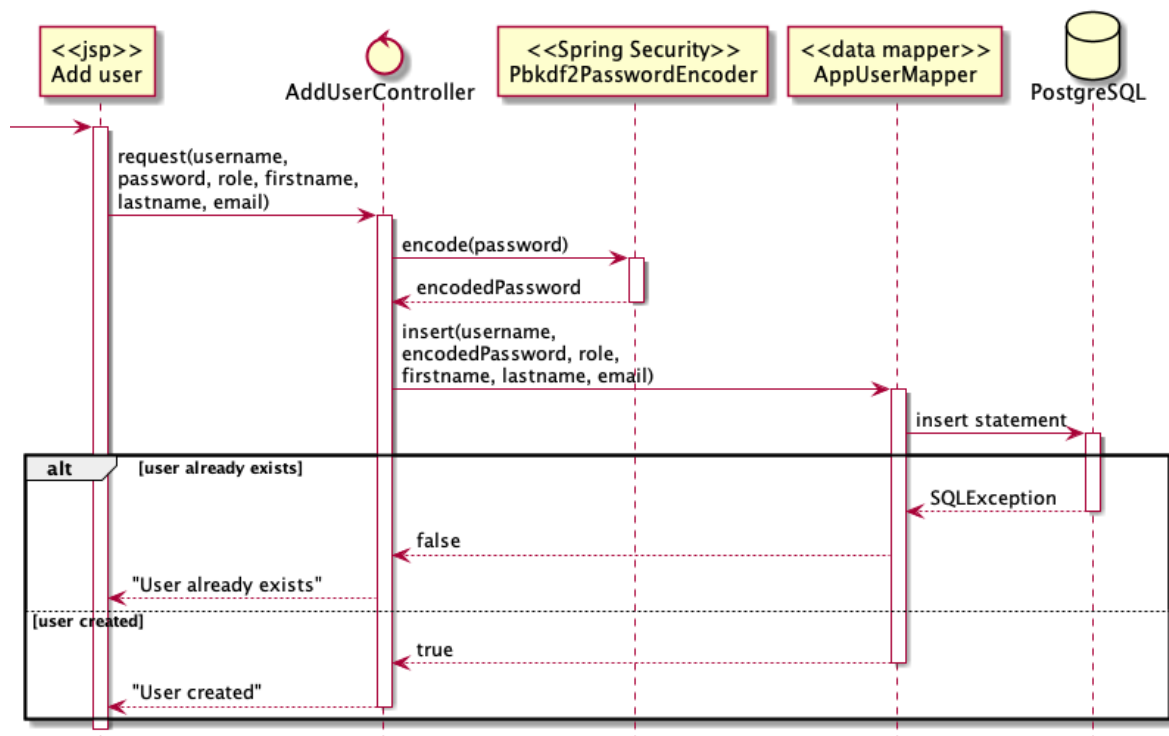 <<jsp>>
Add user
AddUserController
<<Spring Security>>
Pbkdf2PasswordEncoder
<<data mapper>>
AppUserMapper
PostgreSQL
request(username,
password, role, firstname,
lastname, email)
encode(password)
encodedPassword
insert(username,
encodedPassword, role,
firstname, lastname, email)
insert statement
alt
[user already exists]
SQLException
false
"User already exists"
[user created]
true
"User created"